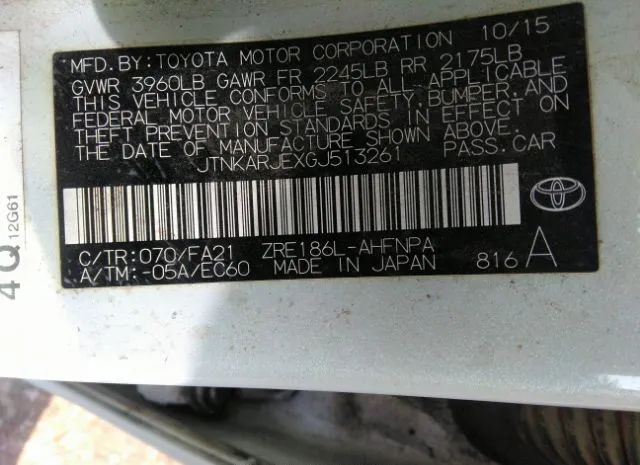 MFD. BY: TOYOTA MOTOR CORPORATION 10/15
GVWR 3960LB GAWR FR 2245LB RR 2175LB
THIS VEHICLE CONFORMS TO ALL APPLICABLE
FEDERAL MOTOR VEHICLE SAFETY, BUMPER, AND
THEFT PREVENTION STANDARDS IN EFFECT ON
THE DATE OF MANUFACTURE SHOWN ABOVE.
JTNKARJEXGJ513261 PASS. CAR
C/TR: 070/FA21 ZRE186L-AHFNPA
A/TM: -05A/EC60 MADE IN JAPAN 816 A
TOYOTA
4Q 12G61